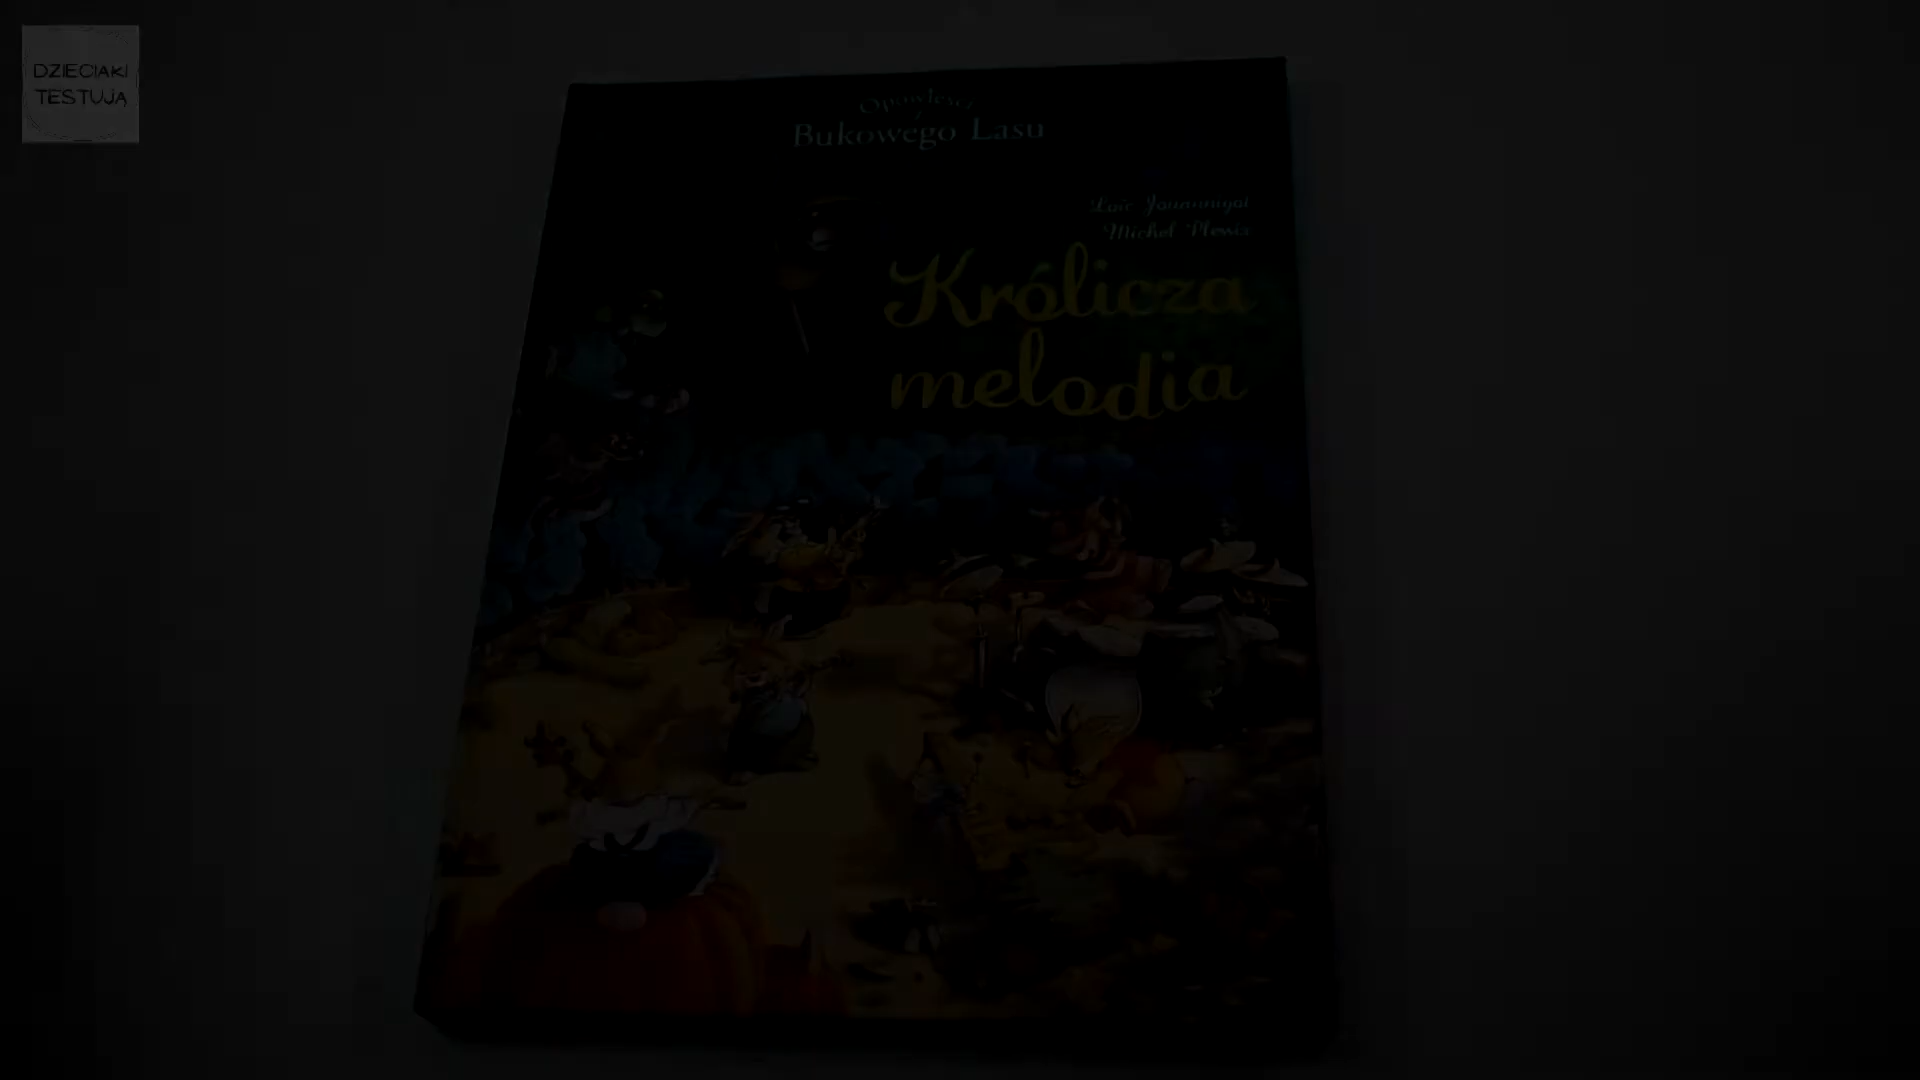 DZIECIAKI
TESTUJĄ
Opowieści
z
Bukowego Lasu
Loïc Jouannigot
Michel Plessix
Królicza
melodia